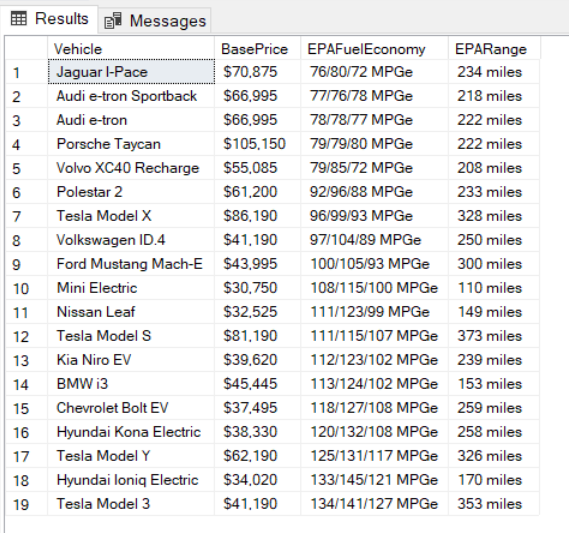 Results Messages
Vehicle BasePrice EPAFuelEconomy EPARange
1 Jaguar I-Pace $70,875 76/80/72 MPGe 234 miles
2 Audi e-tron Sportback $66,995 77/76/78 MPGe 218 miles
3 Audi e-tron $66,995 78/78/77 MPGe 222 miles
4 Porsche Taycan $105,150 79/79/80 MPGe 222 miles
5 Volvo XC40 Recharge $55,085 79/85/72 MPGe 208 miles
6 Polestar 2 $61,200 92/96/88 MPGe 233 miles
7 Tesla Model X $86,190 96/99/93 MPGe 328 miles
8 Volkswagen ID.4 $41,190 97/104/89 MPGe 250 miles
9 Ford Mustang Mach-E $43,995 100/105/93 MPGe 300 miles
10 Mini Electric $30,750 108/115/100 MPGe 110 miles
11 Nissan Leaf $32,525 111/123/99 MPGe 149 miles
12 Tesla Model S $81,190 111/115/107 MPGe 373 miles
13 Kia Niro EV $39,620 112/123/102 MPGe 239 miles
14 BMW i3 $45,445 113/124/102 MPGe 153 miles
15 Chevrolet Bolt EV $37,495 118/127/108 MPGe 259 miles
16 Hyundai Kona Electric $38,330 120/132/108 MPGe 258 miles
17 Tesla Model Y $62,190 125/131/117 MPGe 326 miles
18 Hyundai Ioniq Electric $34,020 133/145/121 MPGe 170 miles
19 Tesla Model 3 $41,190 134/141/127 MPGe 353 miles